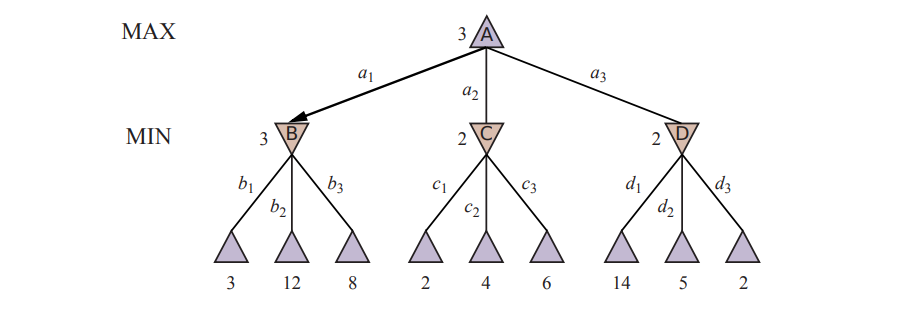 MAX 3 A
a1 a2 a3
MIN 3 B 2 C 2 D
b1 b2 b3 c1 c2 c3 d1 d2 d3
3 12 8 2 4 6 14 5 2